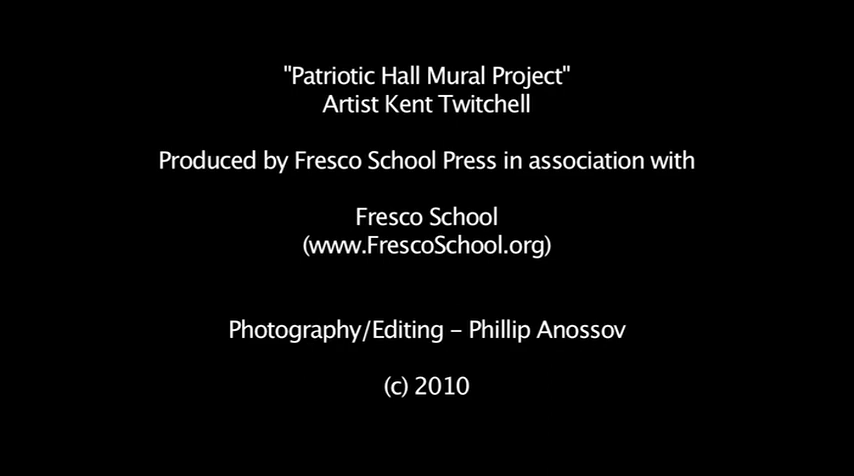 "Patriotic Hall Mural Project"
Artist Kent Twitchell
Produced by Fresco School Press in association with
Fresco School
(www.FrescoSchool.org)
Photography/Editing – Phillip Anossov
(c) 2010